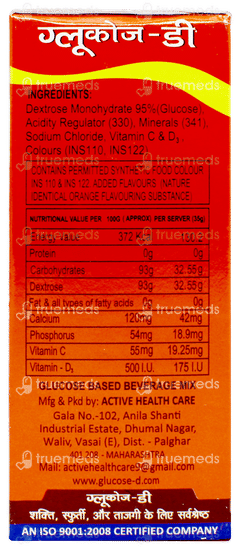 ग्लूकोज-डी
INGREDIENTS:
Dextrose Monohydrate 95%(Glucose),
Acidity Regulator (330), Minerals (341),
Sodium Chloride, Vitamin C & D3,
Colours (INS110, INS122)
CONTAINS PERMITTED SYNTHETIC FOOD COLOUR
INS 110 & INS 122, ADDED FLAVOURS (NATURE
IDENTICAL ORANGE FLAVOURING SUBSTANCE)
NUTRITIONAL VALUE PER 100G (APPROX) PER SERVER (35g)
Protein 0g 0g
Carbohydrates 93g 32.55g
Dextrose 93g 32.55g
Fat & all types of fatty acids 0g 0g
Calcium 120mg 42mg
Phosphorus 54mg 18.9mg
Vitamin C 55mg 19.25mg
Vitamin - D3 500 I.U. 175 I.U
GLUCOSE BASED BEVERAGE MIX
Mfg & Pkd by: ACTIVE HEALTH CARE
Gala No.-102, Anila Shanti
Industrial Estate, Dhumal Nagar,
Waliv, Vasai (E), Dist. - Palghar
401 208 - MAHARASHTRA
Mail: activehealthcare9@gmail.com
www.glucose-d.com
ग्लूकोज-डी
शक्ति, स्फुर्ती, और ताजगी के लिए सर्वश्रेष्ठ
AN ISO 9001:2008 CERTIFIED COMPANY
truemeds